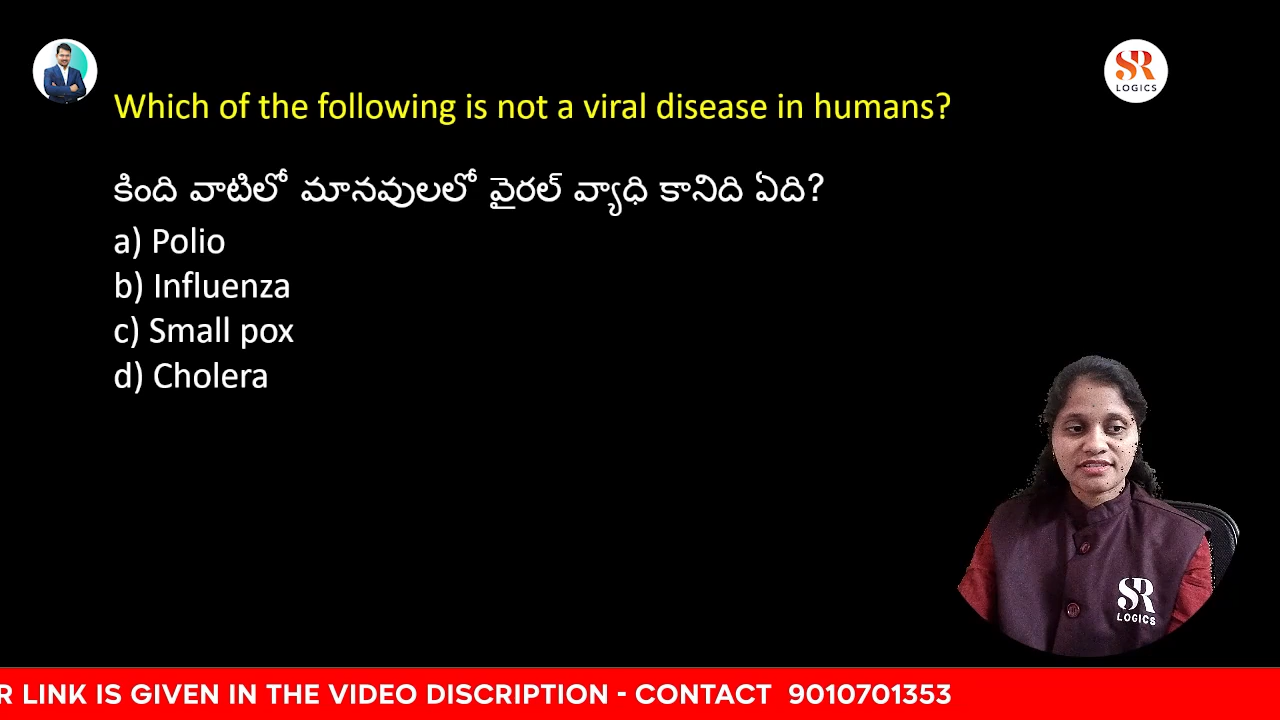 SR
LOGICS
Which of the following is not a viral disease in humans?
కింది వాటిలో మానవులలో వైరల్ వ్యాధి కానిది ఏది?
a) Polio
b) Influenza
c) Small pox
d) Cholera
SR
LOGICS
R LINK IS GIVEN IN THE VIDEO DISCRIPTION - CONTACT 9010701353